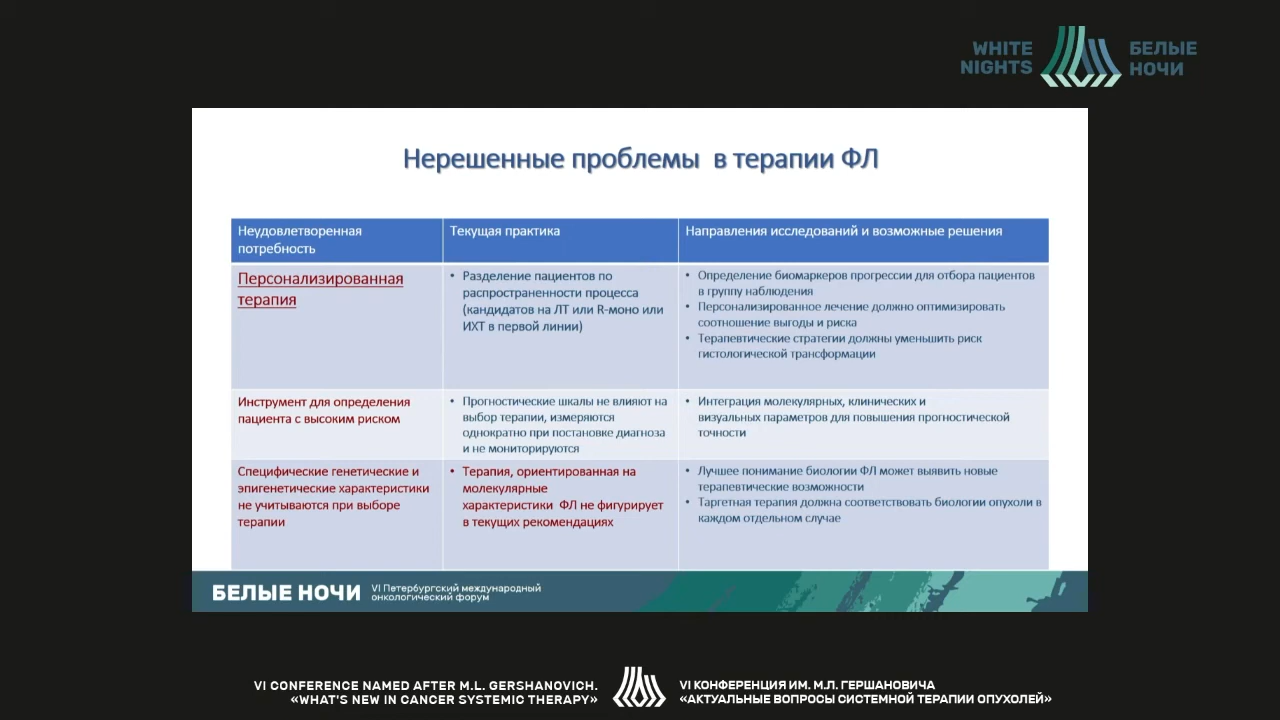 WHITE
NIGHTS
БЕЛЫЕ
НОЧИ
Нерешенные проблемы в терапии ФЛ
Неудовлетворенная
потребность
Текущая практика
Направления исследований и возможные решения
Персонализированная
терапия
• Разделение пациентов по
распространенности процесса
(кандидатов на ЛТ или R-моно или
ИХТ в первой линии)
• Определение биомаркеров прогрессии для отбора пациентов
в группу наблюдения
• Персонализированное лечение должно оптимизировать
соотношение выгоды и риска
• Терапевтические стратегии должны уменьшить риск
гистологической трансформации
Инструмент для определения
пациента с высоким риском
• Прогностические шкалы не влияют на
выбор терапии, измеряются
однократно при постановке диагноза
и не мониторируются
• Интеграция молекулярных, клинических и
визуальных параметров для повышения прогностической
точности
Специфические генетические и
эпигенетические характеристики
не учитываются при выборе
терапии
• Терапия, ориентированная на
молекулярные
характеристики ФЛ не фигурирует
в текущих рекомендациях
• Лучшее понимание биологии ФЛ может выявить новые
терапевтические возможности
• Таргетная терапия должна соответствовать биологии опухоли в
каждом отдельном случае
БЕЛЫЕ НОЧИ
VI Петербургский международный
онкологический форум
VI CONFERENCE NAMED AFTER M.L. GERSHANOVICH.
«WHAT'S NEW IN CANCER SYSTEMIC THERAPY»
VI КОНФЕРЕНЦИЯ ИМ. М.Л. ГЕРШАНОВИЧА
«АКТУАЛЬНЫЕ ВОПРОСЫ СИСТЕМНОЙ ТЕРАПИИ ОПУХОЛЕЙ»